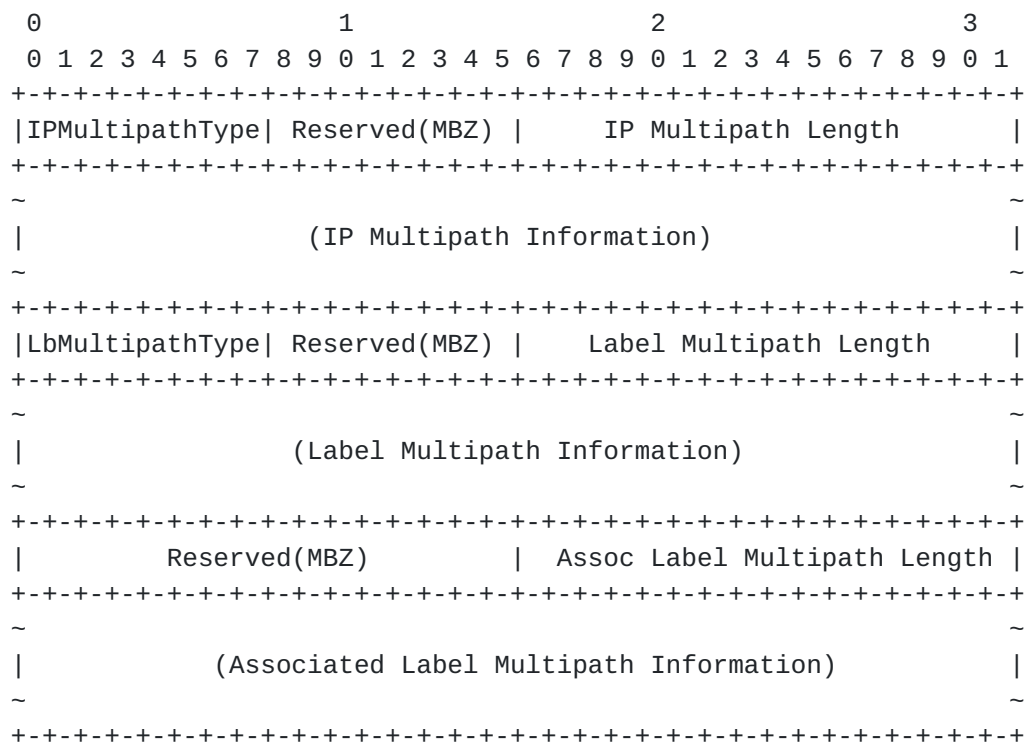 0                   1                   2                   3
 0 1 2 3 4 5 6 7 8 9 0 1 2 3 4 5 6 7 8 9 0 1 2 3 4 5 6 7 8 9 0 1
+-+-+-+-+-+-+-+-+-+-+-+-+-+-+-+-+-+-+-+-+-+-+-+-+-+-+-+-+-+-+-+-+
|IPMultipathType| Reserved(MBZ) |     IP Multipath Length       |
+-+-+-+-+-+-+-+-+-+-+-+-+-+-+-+-+-+-+-+-+-+-+-+-+-+-+-+-+-+-+-+-+
~                                                               ~
|                  (IP Multipath Information)                   |
~                                                               ~
+-+-+-+-+-+-+-+-+-+-+-+-+-+-+-+-+-+-+-+-+-+-+-+-+-+-+-+-+-+-+-+-+
|LbMultipathType| Reserved(MBZ) |    Label Multipath Length     |
+-+-+-+-+-+-+-+-+-+-+-+-+-+-+-+-+-+-+-+-+-+-+-+-+-+-+-+-+-+-+-+-+
~                                                               ~
|                 (Label Multipath Information)                 |
~                                                               ~
+-+-+-+-+-+-+-+-+-+-+-+-+-+-+-+-+-+-+-+-+-+-+-+-+-+-+-+-+-+-+-+-+
|         Reserved(MBZ)         |  Assoc Label Multipath Length |
+-+-+-+-+-+-+-+-+-+-+-+-+-+-+-+-+-+-+-+-+-+-+-+-+-+-+-+-+-+-+-+-+
~                                                               ~
|            (Associated Label Multipath Information)           |
~                                                               ~
+-+-+-+-+-+-+-+-+-+-+-+-+-+-+-+-+-+-+-+-+-+-+-+-+-+-+-+-+-+-+-+-+